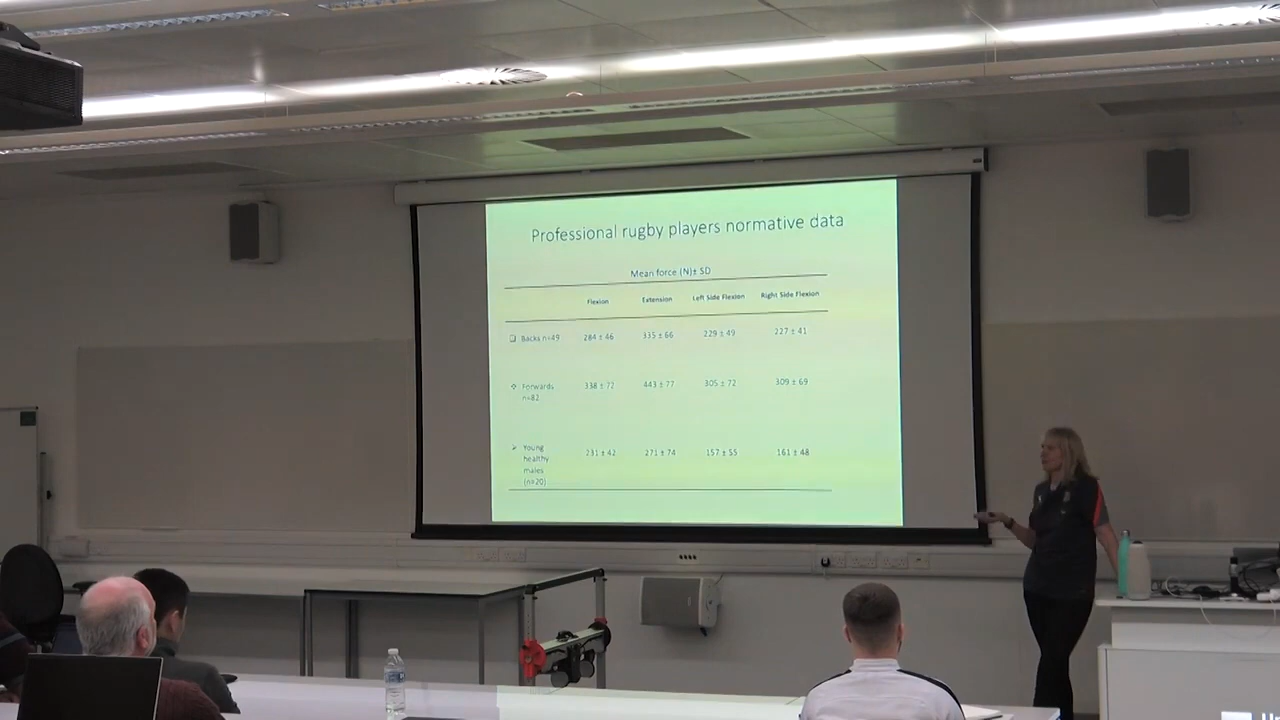 Professional rugby players normative data
Mean force (N)± SD
Flexion Extension Left Side Flexion Right Side Flexion
Backs n=49 284 ± 46 335 ± 66 229 ± 49 227 ± 41
Forwards 338 ± 72 443 ± 77 305 ± 72 309 ± 69
n=82
Young 231 ± 42 271 ± 74 157 ± 55 161 ± 48
healthy
males
(n=20)